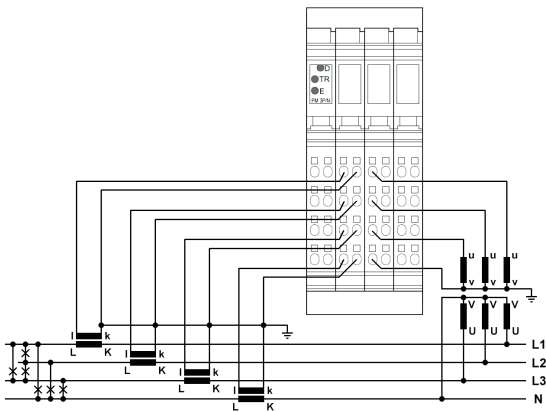 D
TR
E
PM 3P/N
u u u
v v v
V V V
U U U
l k
L K
L1
l k
L K
L2
l k
L K
L3
l k
L K
N